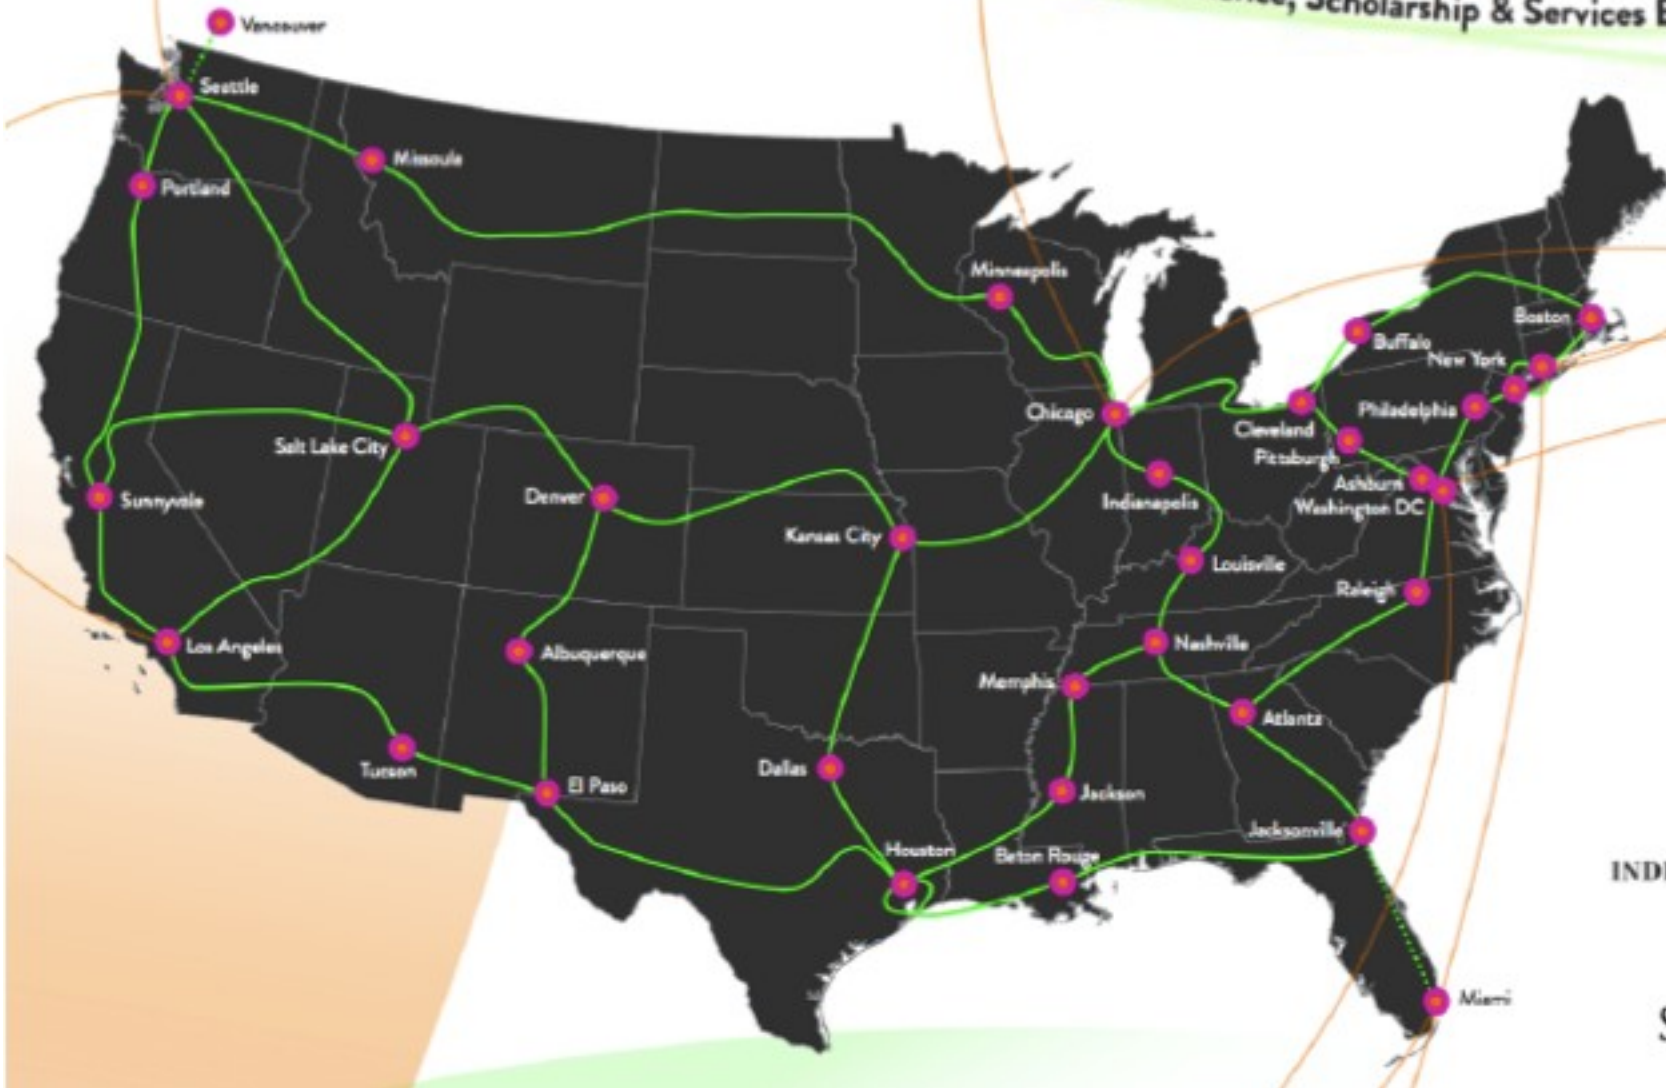 Scholarship & Services
Vancouver
Seattle
Missoula
Portland
Minneapolis
Boston
Buffalo
New York
Chicago
Philadelphia
Cleveland
Salt Lake City
Pittsburgh
Sunnyvale
Denver
Ashburn
Indianapolis
Washington DC
Kansas City
Louisville
Raleigh
Los Angeles
Albuquerque
Nashville
Memphis
Atlanta
Tucson
Dallas
El Paso
Jackson
Jacksonville
Houston
Baton Rouge
INDI
Miami
S